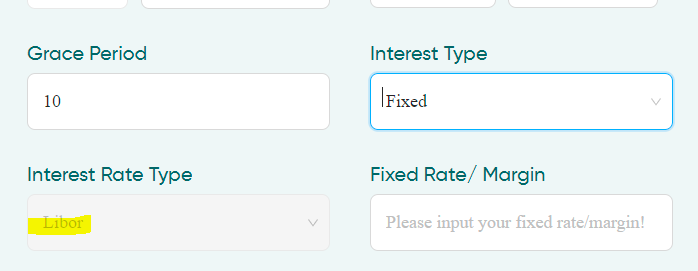 Grace Period
Interest Type
10
Fixed
Interest Rate Type
Fixed Rate/ Margin
Libor
Please input your fixed rate/margin!